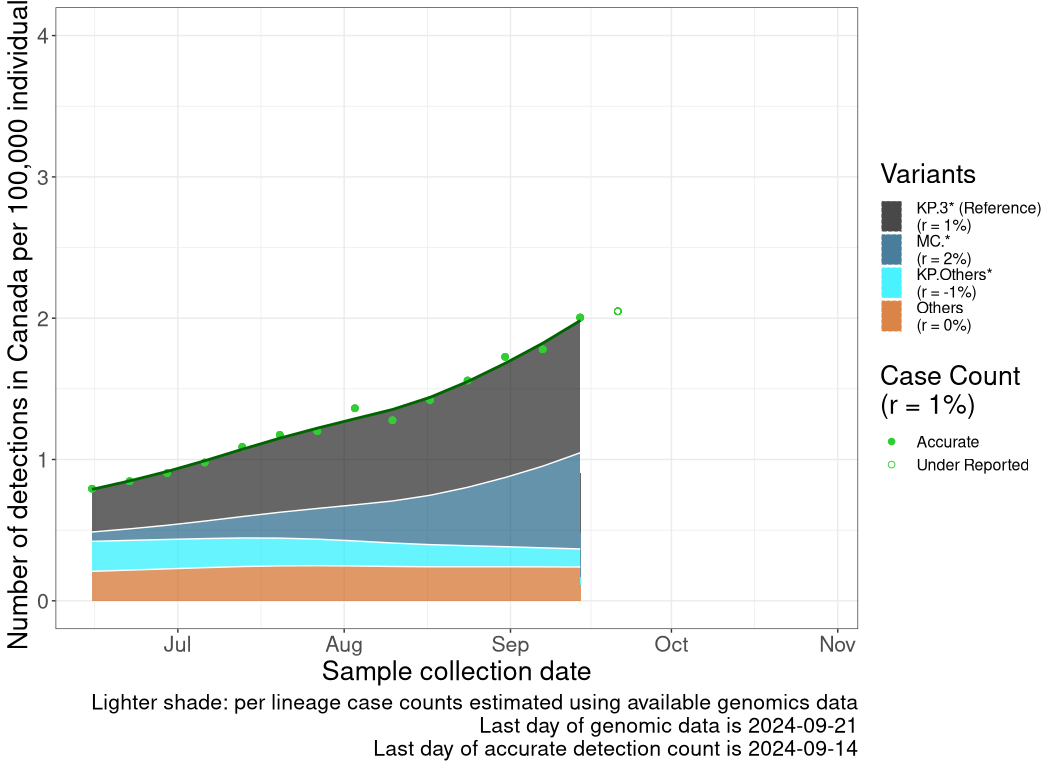 Number of detections in Canada per 100,000 individual
4
3
2
1
0
Jul
Aug
Sep
Oct
Nov
Sample collection date
Lighter shade: per lineage case counts estimated using available genomics data
Last day of genomic data is 2024-09-21
Last day of accurate detection count is 2024-09-14
Variants
KP.3* (Reference)
(r = 1%)
MC.*
(r = 2%)
KP.Others*
(r = -1%)
Others
(r = 0%)
Case Count
(r = 1%)
Accurate
Under Reported